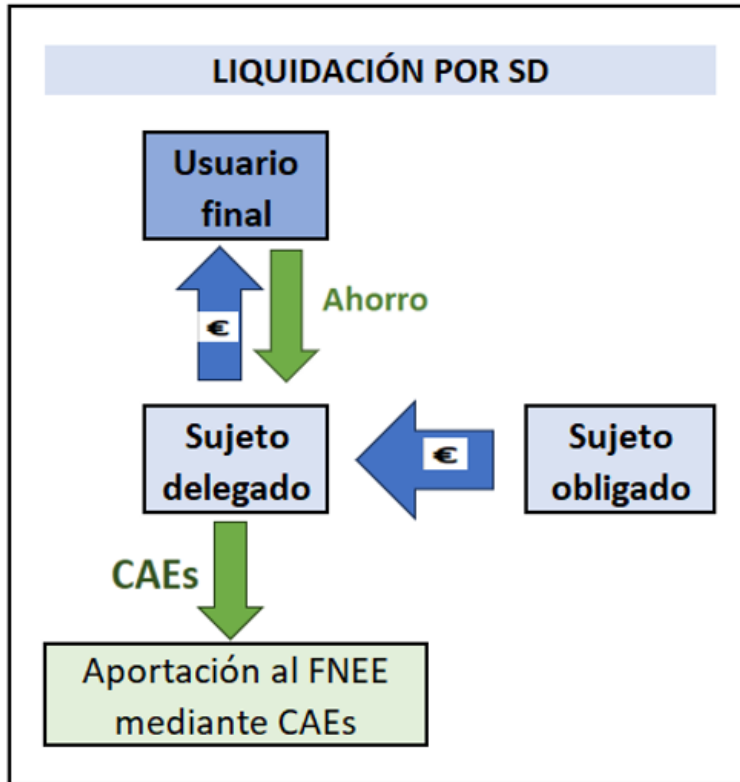 LIQUIDACIÓN POR SD
Usuario
final
€
Ahorro
Sujeto
delegado
€
Sujeto
obligado
CAEs
Aportación al FNEE
mediante CAEs